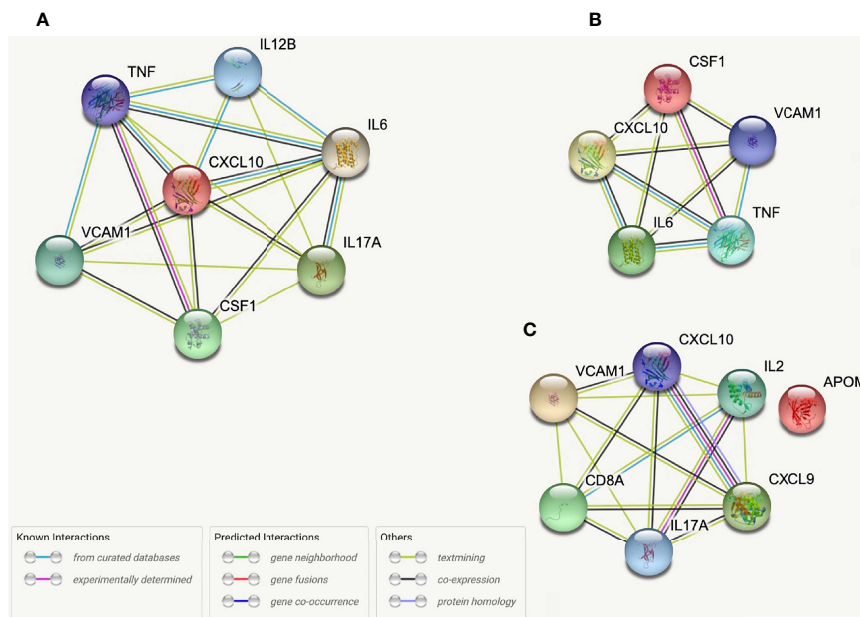 A
IL12B
TNF
IL6
CXCL10
VCAM1
IL17A
CSF1
B
CSF1
VCAM1
CXCL10
IL6
TNF
C
CXCL10
VCAM1
IL2
APOM
CD8A
CXCL9
IL17A
Known Interactions
from curated databases
experimentally determined
Predicted Interactions
gene neighborhood
gene fusions
gene co-occurrence
Others
textmining
co-expression
protein homology